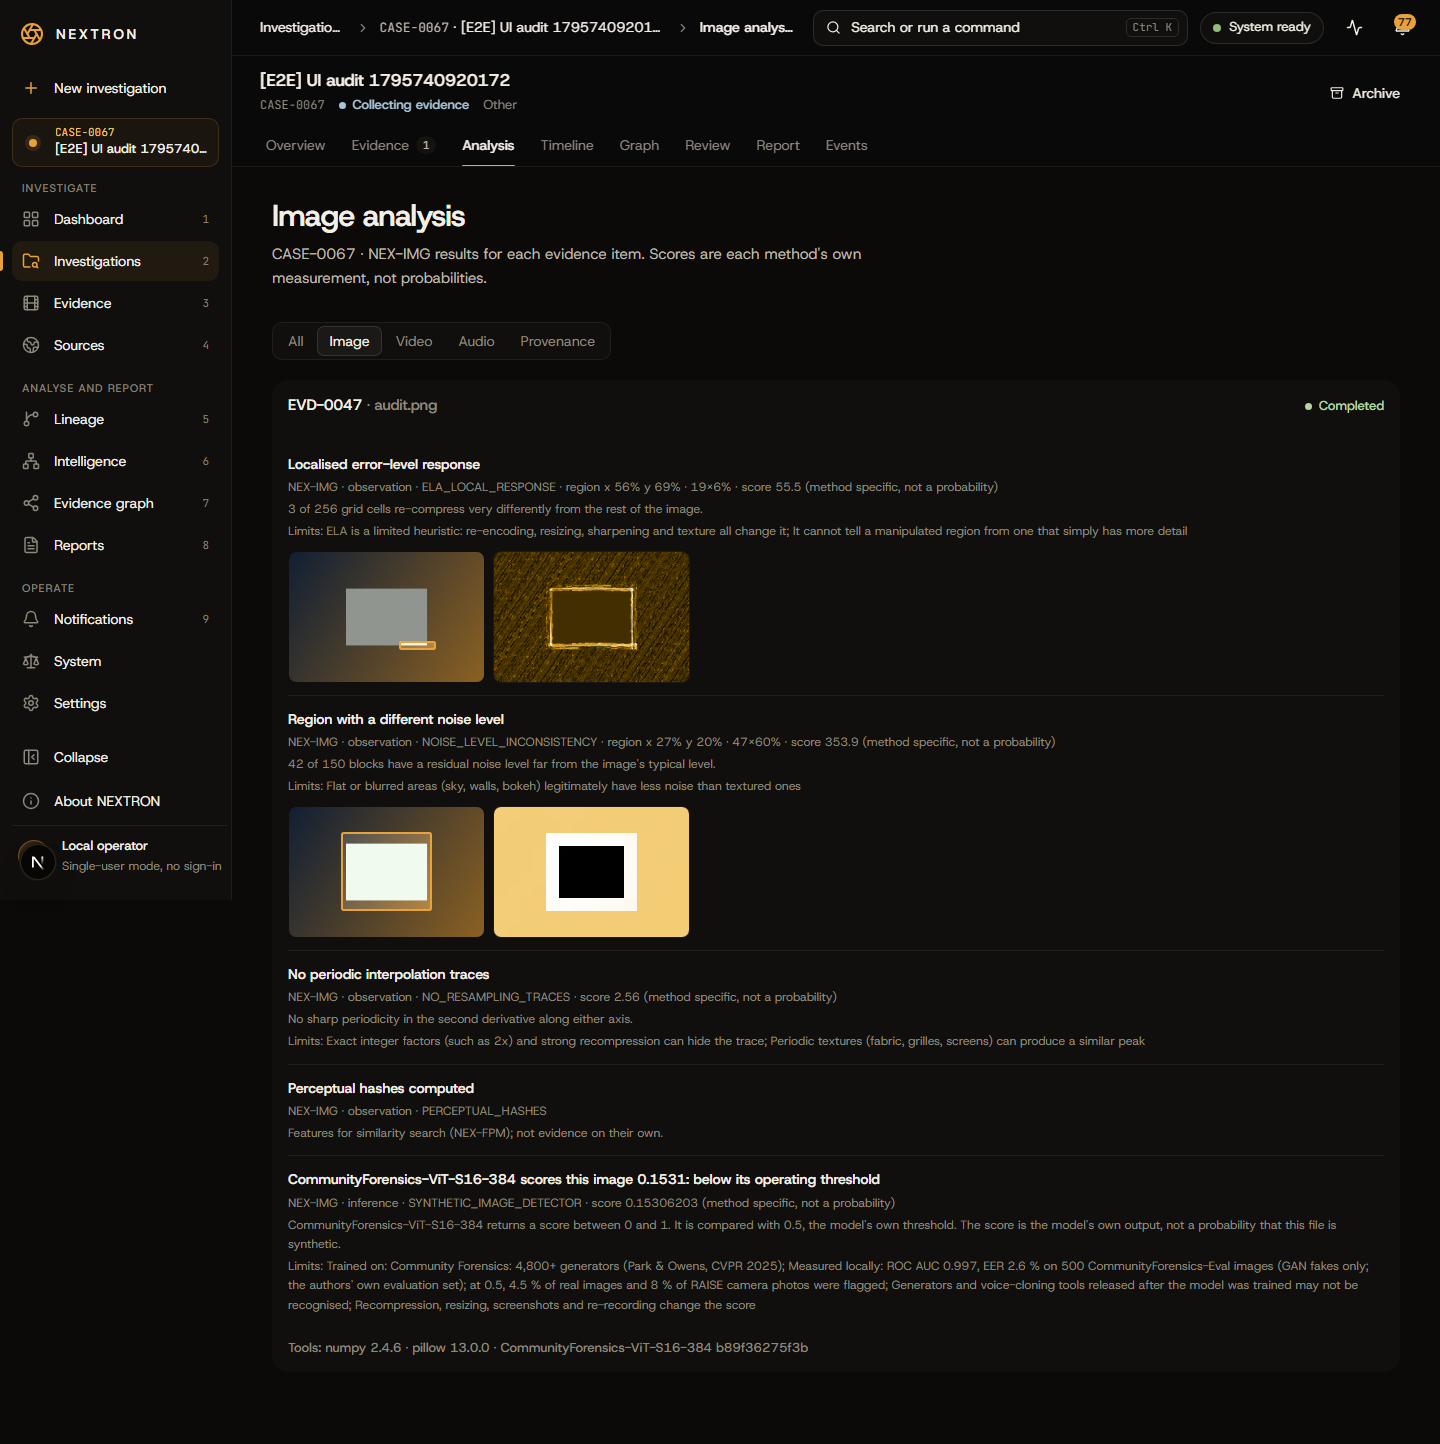 NEXTRON
New investigation
CASE-0067
[E2E] UI audit 1795740...
INVESTIGATE
Dashboard 1
Investigations 2
Evidence 3
Sources 4
ANALYSE AND REPORT
Lineage 5
Intelligence 6
Evidence graph 7
Reports 8
OPERATE
Notifications 9
System
Settings
Collapse
About NEXTRON
N
Local operator
Single-user mode, no sign-in
Investigatio... > CASE-0067 · [E2E] UI audit 17957409201... > Image analys...
Search or run a command Ctrl K
System ready
77
[E2E] UI audit 1795740920172
CASE-0067 Collecting evidence Other
Archive
Overview Evidence 1 Analysis Timeline Graph Review Report Events
Image analysis
CASE-0067 · NEX-IMG results for each evidence item. Scores are each method's own
measurement, not probabilities.
All Image Video Audio Provenance
EVD-0047 · audit.png Completed
Localised error-level response
NEX-IMG · observation · ELA_LOCAL_RESPONSE · region x 56% y 69% · 19×6% · score 55.5 (method specific, not a probability)
3 of 256 grid cells re-compress very differently from the rest of the image.
Limits: ELA is a limited heuristic: re-encoding, resizing, sharpening and texture all change it; It cannot tell a manipulated region from one that simply has more detail
Region with a different noise level
NEX-IMG · observation · NOISE_LEVEL_INCONSISTENCY · region x 27% y 20% · 47×60% · score 353.9 (method specific, not a probability)
42 of 150 blocks have a residual noise level far from the image's typical level.
Limits: Flat or blurred areas (sky, walls, bokeh) legitimately have less noise than textured ones
No periodic interpolation traces
NEX-IMG · observation · NO_RESAMPLING_TRACES · score 2.56 (method specific, not a probability)
No sharp periodicity in the second derivative along either axis.
Limits: Exact integer factors (such as 2x) and strong recompression can hide the trace; Periodic textures (fabric, grilles, screens) can produce a similar peak
Perceptual hashes computed
NEX-IMG · observation · PERCEPTUAL_HASHES
Features for similarity search (NEX-FPM); not evidence on their own.
CommunityForensics-ViT-S16-384 scores this image 0.1531: below its operating threshold
NEX-IMG · inference · SYNTHETIC_IMAGE_DETECTOR · score 0.15306203 (method specific, not a probability)
CommunityForensics-ViT-S16-384 returns a score between 0 and 1. It is compared with 0.5, the model's own threshold. The score is the model's own output, not a probability that this file is
synthetic.
Limits: Trained on: Community Forensics: 4,800+ generators (Park & Owens, CVPR 2025); Measured locally: ROC AUC 0.997, EER 2.6 % on 500 CommunityForensics-Eval images (GAN fakes only;
the authors' own evaluation set); at 0.5, 4.5 % of real images and 8 % of RAISE camera photos were flagged; Generators and voice-cloning tools released after the model was trained may not be
recognised; Recompression, resizing, screenshots and re-recording change the score
Tools: numpy 2.4.6 · pillow 13.0.0 · CommunityForensics-ViT-S16-384 b89f36275f3b